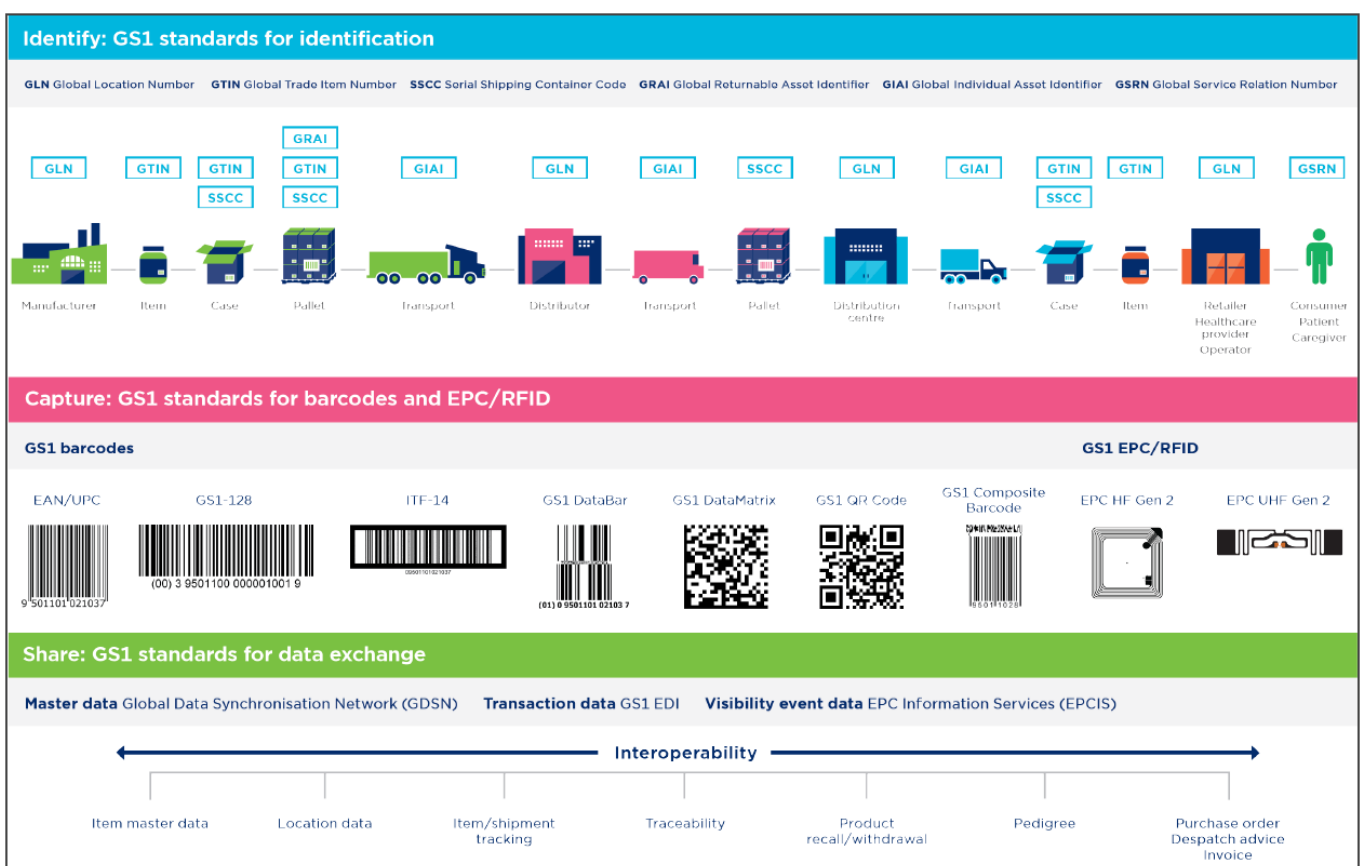 Identify: GS1 standards for identification
GLN Global Location Number GTIN Global Trade Item Number SSCC Serial Shipping Container Code GRAI Global Returnable Asset Identifier GIAI Global Individual Asset Identifier GSRN Global Service Relation Number
GRAI
GLN GTIN GTIN GTIN GIAI GLN GIAI SSCC GLN GIAI GTIN GTIN GLN GSRN
SSCC SSCC SSCC
Manufacturer Item Case Pallet Transport Distributor Transport Pallet Distribution Transport Case Item Retailer Consumer
centre Healthcare Patient
provider Caregiver
Operator
Capture: GS1 standards for barcodes and EPC/RFID
GS1 barcodes GS1 EPC/RFID
EAN/UPC GS1-128 ITF-14 GS1 DataBar GS1 DataMatrix GS1 QR Code GS1 Composite EPC HF Gen 2 EPC UHF Gen 2
Barcode
9 501101 021037
(00) 3 9501100 000001001 9
09501101021037
(01) 0 9501101 02103 7
Share: GS1 standards for data exchange
Master data Global Data Synchronisation Network (GDSN) Transaction data GS1 EDI Visibility event data EPC Information Services (EPCIS)
Interoperability
Item master data Location data Item/shipment Traceability Product Pedigree Purchase order
tracking recall/withdrawal Despatch advice
Invoice